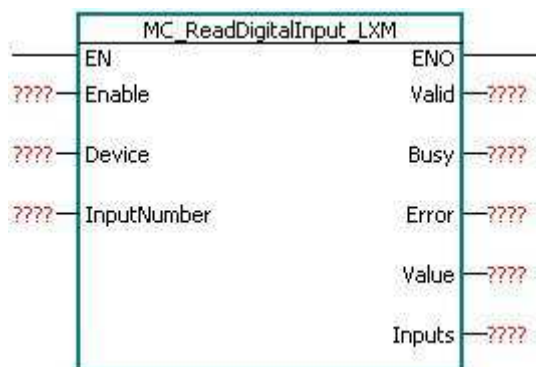 MC_ReadDigitalInput_LXM
EN ENO
???? Enable Valid ????
???? Device Busy ????
???? InputNumber Error ????
Value ????
Inputs ????